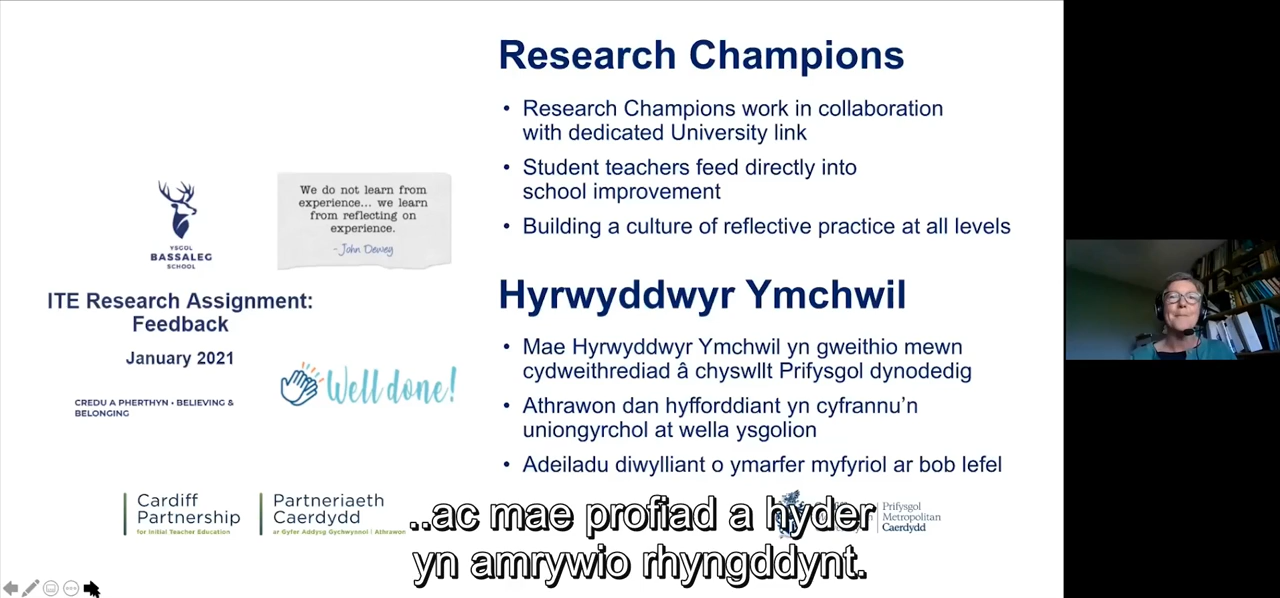 Research Champions
• Research Champions work in collaboration
with dedicated University link
• Student teachers feed directly into
school improvement
• Building a culture of reflective practice at all levels
We do not learn from
experience... we learn
from reflecting on
experience.
- John Dewey
YSGOL
BASSALEG
SCHOOL
ITE Research Assignment:
Feedback
January 2021
Well done!
CREDU A PHERTHYN • BELIEVING &
BELONGING
Hyrwyddwyr Ymchwil
• Mae Hyrwyddwyr Ymchwil yn gweithio mewn
cydweithrediad â chyswllt Prifysgol dynodedig
• Athrawon dan hyfforddiant yn cyfrannu’n
uniongyrchol at wella ysgolion
• Adeiladu diwylliant o ymarfer myfyriol ar bob lefel
Cardiff
Partnership
for Initial Teacher Education
Partneriaeth
Caerdydd
ar Gyfer Addysg Gychwynnol | Athrawon
Prifysgol
Metropolitan
Caerdydd
..ac mae profiad a hyder
yn amrywio rhyngddynt.